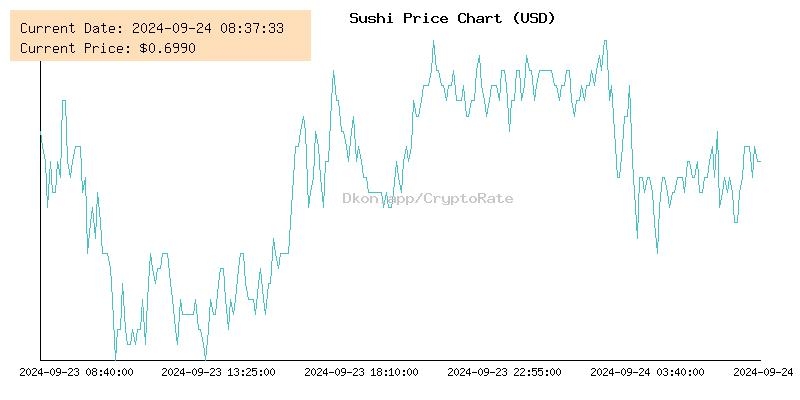 Sushi Price Chart (USD)
Current Date: 2024-09-24 08:37:33
Current Price: $0.6990
Dkon.app/CryptoRate
2024-09-23 08:40:00 2024-09-23 13:25:00 2024-09-23 18:10:00 2024-09-23 22:55:00 2024-09-24 03:40:00 2024-09-24